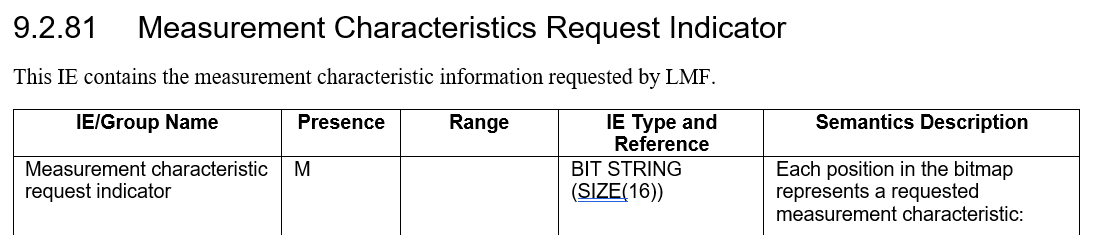 9.2.81 Measurement Characteristics Request Indicator
This IE contains the measurement characteristic information requested by LMF.
IE/Group Name Presence Range IE Type and Reference Semantics Description
Measurement characteristic request indicator M BIT STRING (SIZE(16)) Each position in the bitmap represents a requested measurement characteristic: